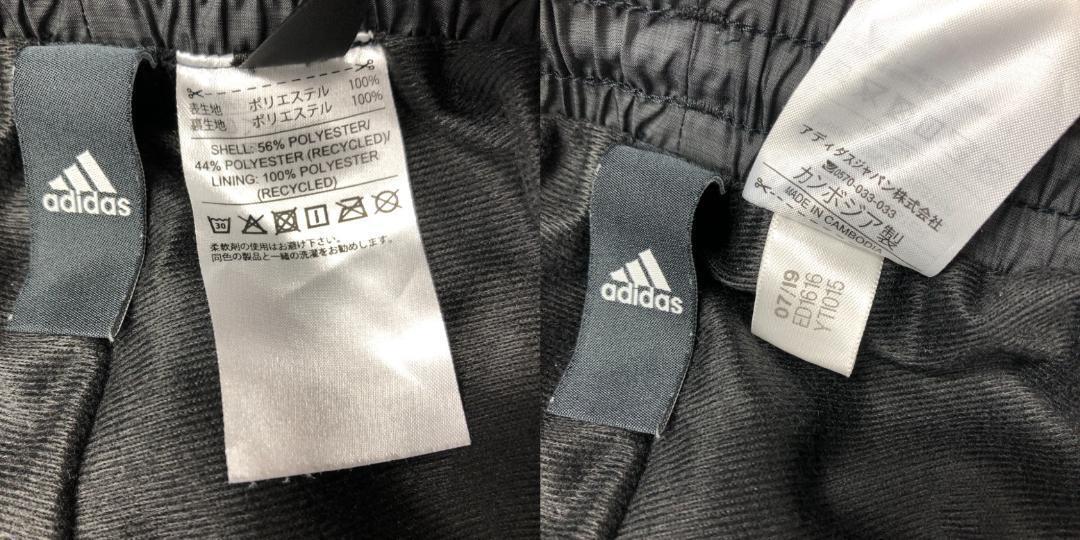 adidas
表生地 ポリエステル 100%
裏生地 ポリエステル 100%
SHELL: 56% POLYESTER/
44% POLYESTER (RECYCLED)/
LINING: 100% POLYESTER
(RECYCLED)
30
柔軟剤の使用はお避け下さい。
同色の製品と一緒の洗濯をお勧めします。
adidas
アディダスジャパン株式会社
0570-033-033
カンボジア製
MADE IN CAMBODIA
07/19
ED1616
YTI015